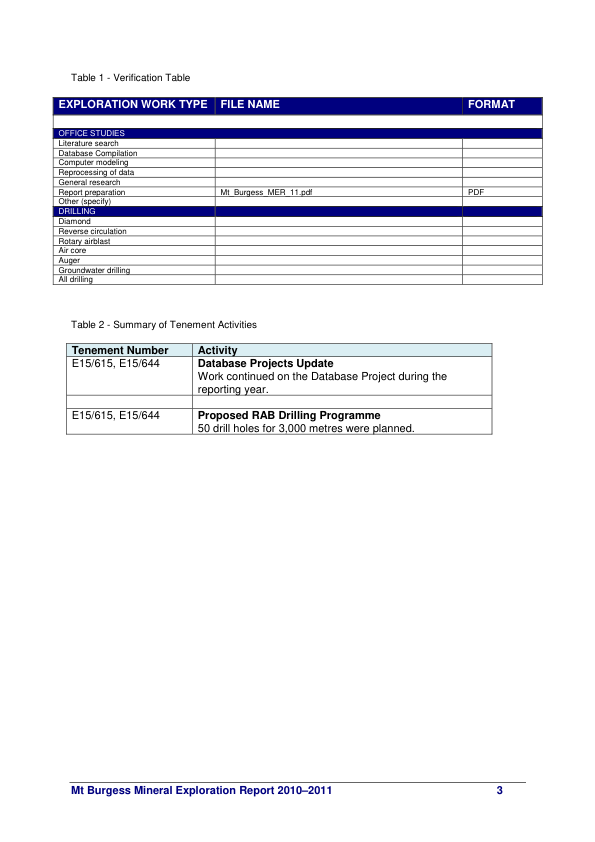 Table 1 - Verification Table
EXPLORATION WORK TYPE FILE NAME FORMAT
OFFICE STUDIES
Literature search
Database Compilation
Computer modeling
Reprocessing of data
General research
Report preparation Mt_Burgess_MER_11.pdf PDF
Other (specify)
DRILLING
Diamond
Reverse circulation
Rotary airblast
Air core
Auger
Groundwater drilling
All drilling
Table 2 - Summary of Tenement Activities
Tenement Number Activity
E15/615, E15/644 Database Projects Update
Work continued on the Database Project during the
reporting year.
E15/615, E15/644 Proposed RAB Drilling Programme
50 drill holes for 3,000 metres were planned.
Mt Burgess Mineral Exploration Report 2010–2011 3